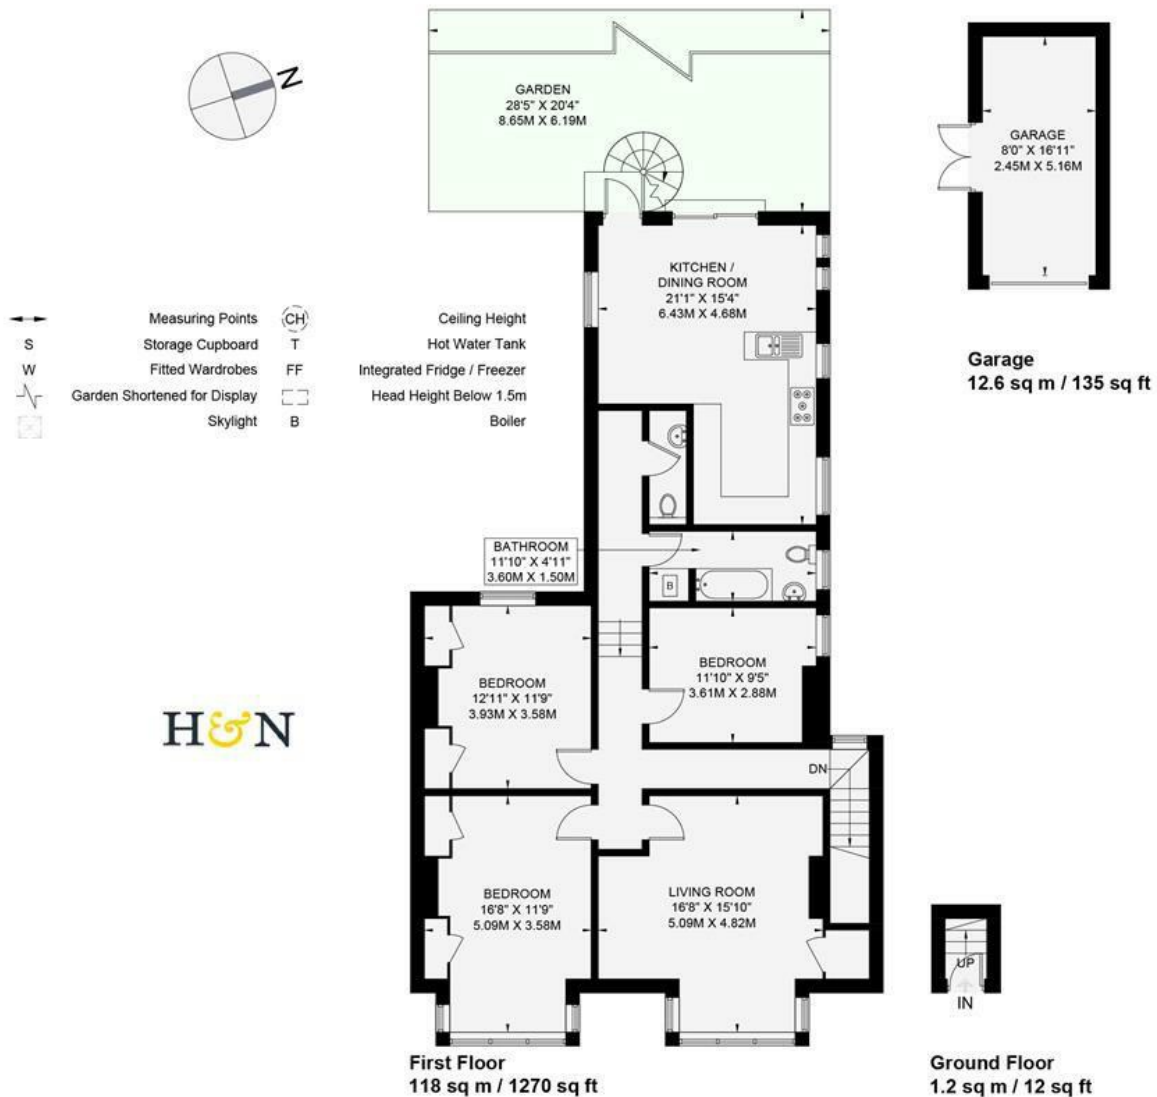 N
GARDEN
28'5" X 20'4"
8.65M X 6.19M
GARAGE
8'0" X 16'11"
2.45M X 5.16M
KITCHEN /
DINING ROOM
21'1" X 15'4"
6.43M X 4.68M
Measuring Points
CH
Ceiling Height
S
Storage Cupboard
T
Hot Water Tank
W
Fitted Wardrobes
FF
Integrated Fridge / Freezer
Garden Shortened for Display
Head Height Below 1.5m
Skylight
B
Boiler
Garage
12.6 sq m / 135 sq ft
BATHROOM
11'10" X 4'11"
3.60M X 1.50M
B
BEDROOM
12'11" X 11'9"
3.93M X 3.58M
BEDROOM
11'10" X 9'5"
3.61M X 2.88M
H&N
DN
BEDROOM
16'8" X 11'9"
5.09M X 3.58M
LIVING ROOM
16'8" X 15'10"
5.09M X 4.82M
UP
IN
First Floor
118 sq m / 1270 sq ft
Ground Floor
1.2 sq m / 12 sq ft